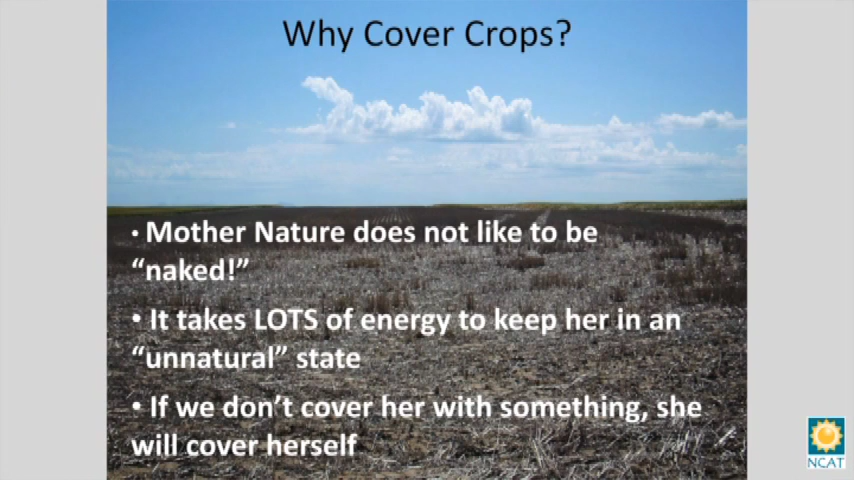 Why Cover Crops?
• Mother Nature does not like to be
“naked!”
• It takes LOTS of energy to keep her in an
“unnatural” state
• If we don’t cover her with something, she
will cover herself
NCAT